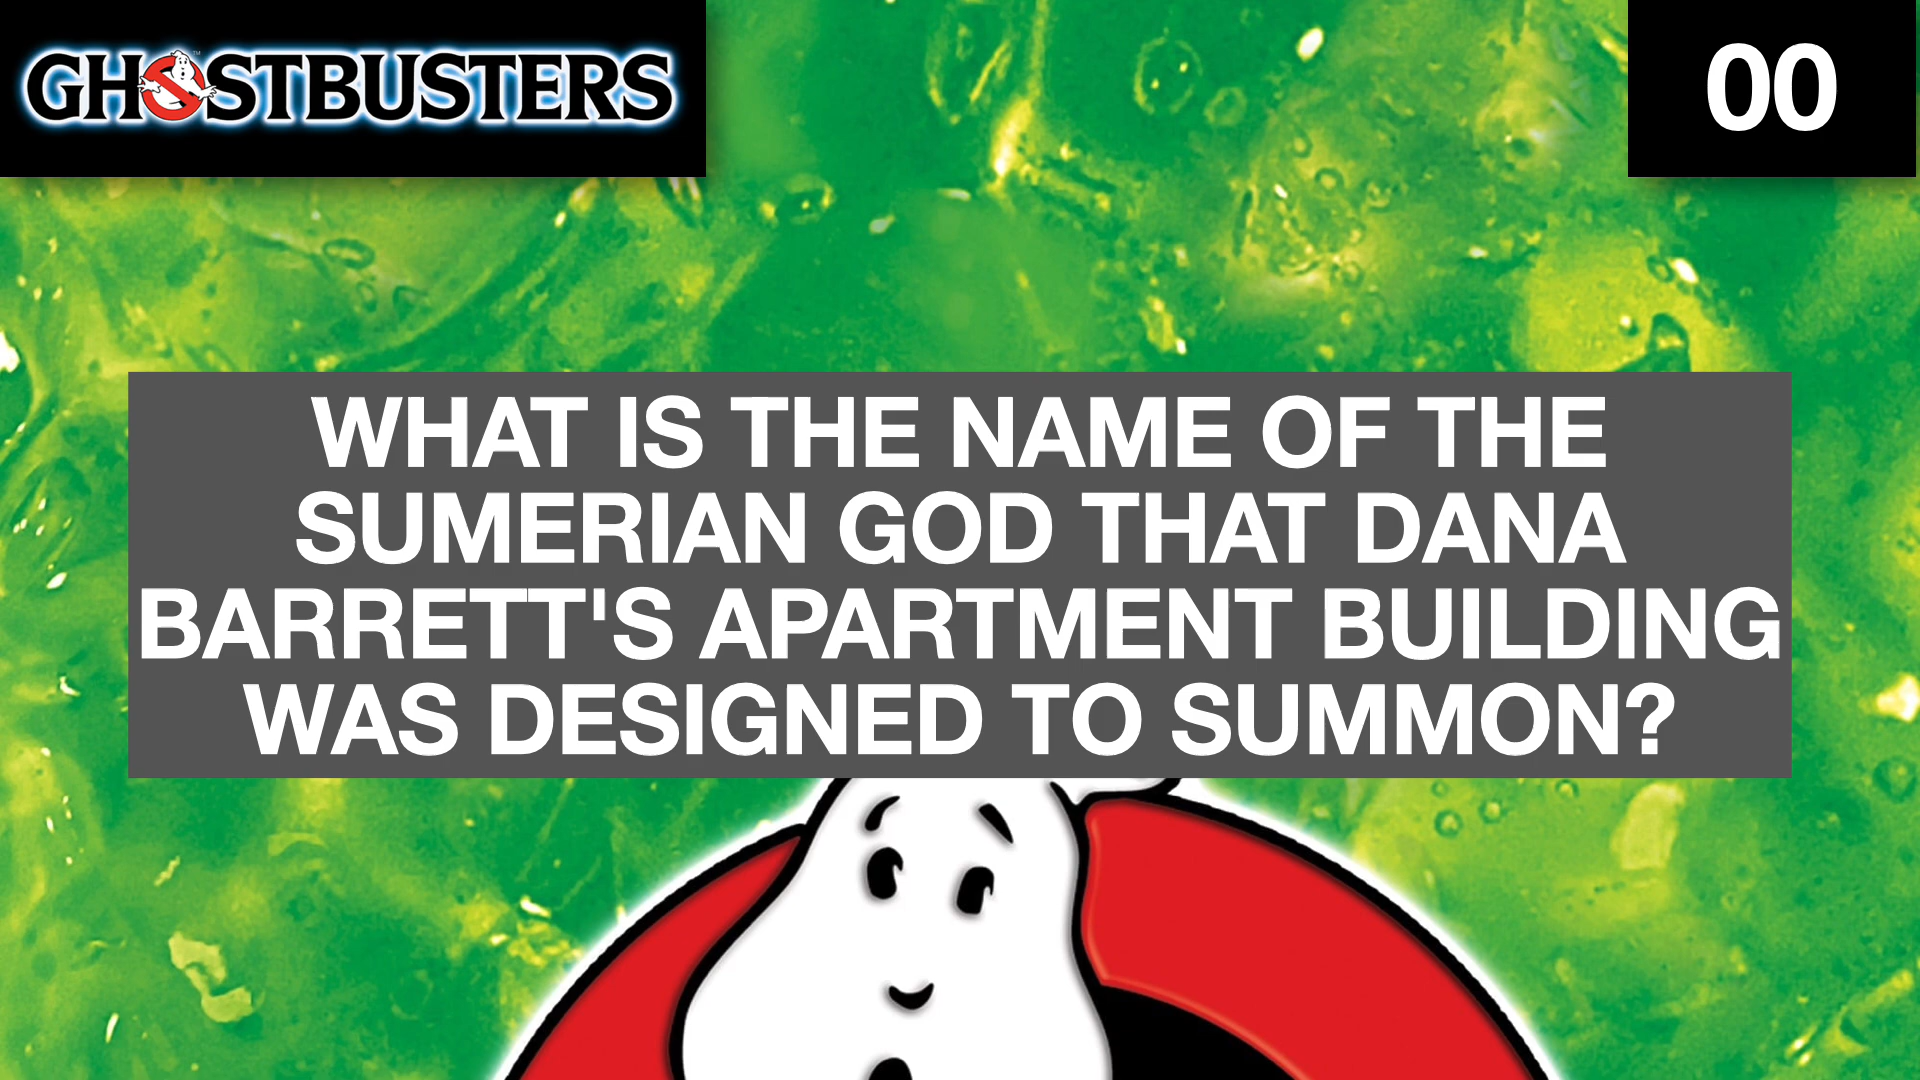 GHOSTBUSTERS
00
WHAT IS THE NAME OF THE
SUMERIAN GOD THAT DANA
BARRETT'S APARTMENT BUILDING
WAS DESIGNED TO SUMMON?